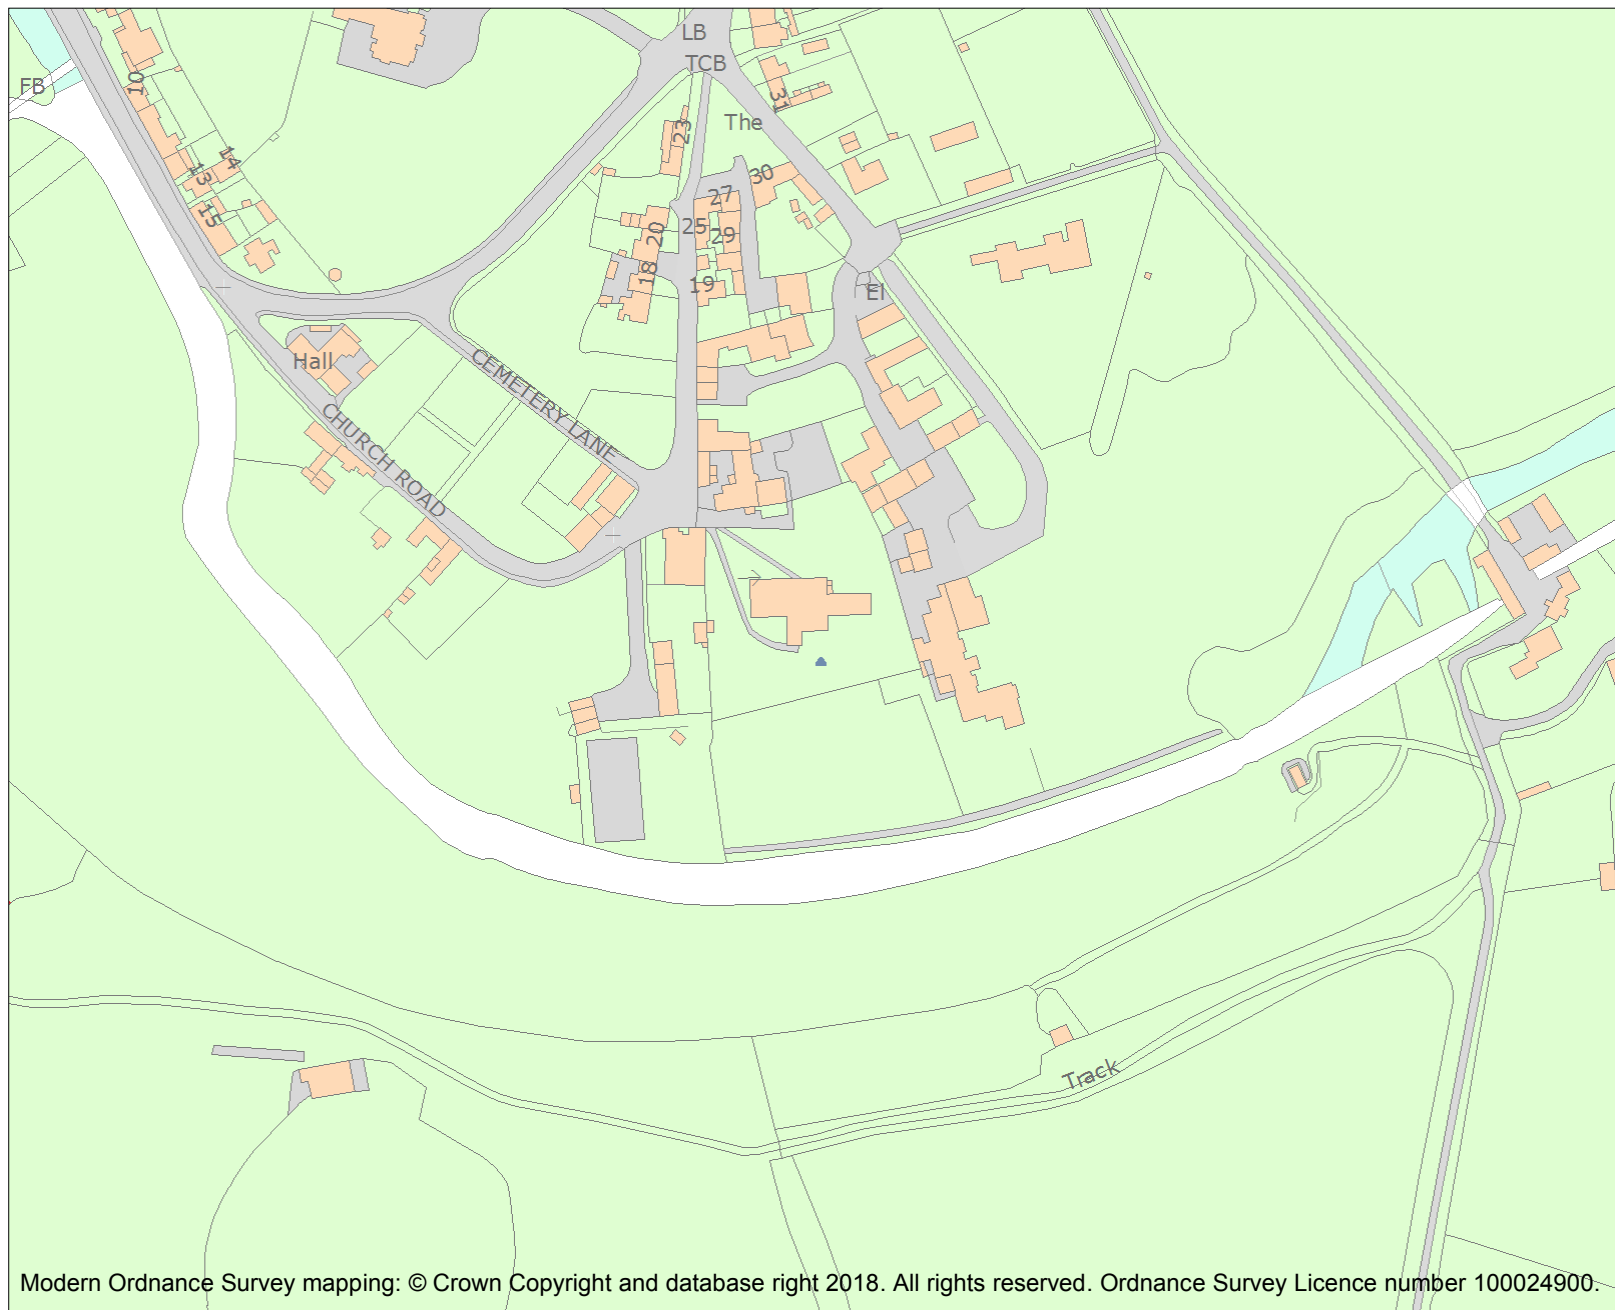 LB
TCB
FB
10
31
The
23
14
13
30
27
15
25
20
29
18
19
El
Hall
CEMETERY LANE
CHURCH ROAD
Track
Modern Ordnance Survey mapping: © Crown Copyright and database right 2018. All rights reserved. Ordnance Survey Licence number 100024900.